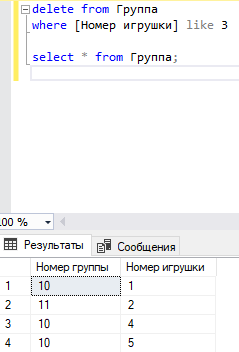 delete from Группа
where [Номер игрушки] like 3
select * from Группа;
00 %
Результаты Сообщения
Номер группы Номер игрушки
1 10 1
2 11 2
3 10 4
4 10 5